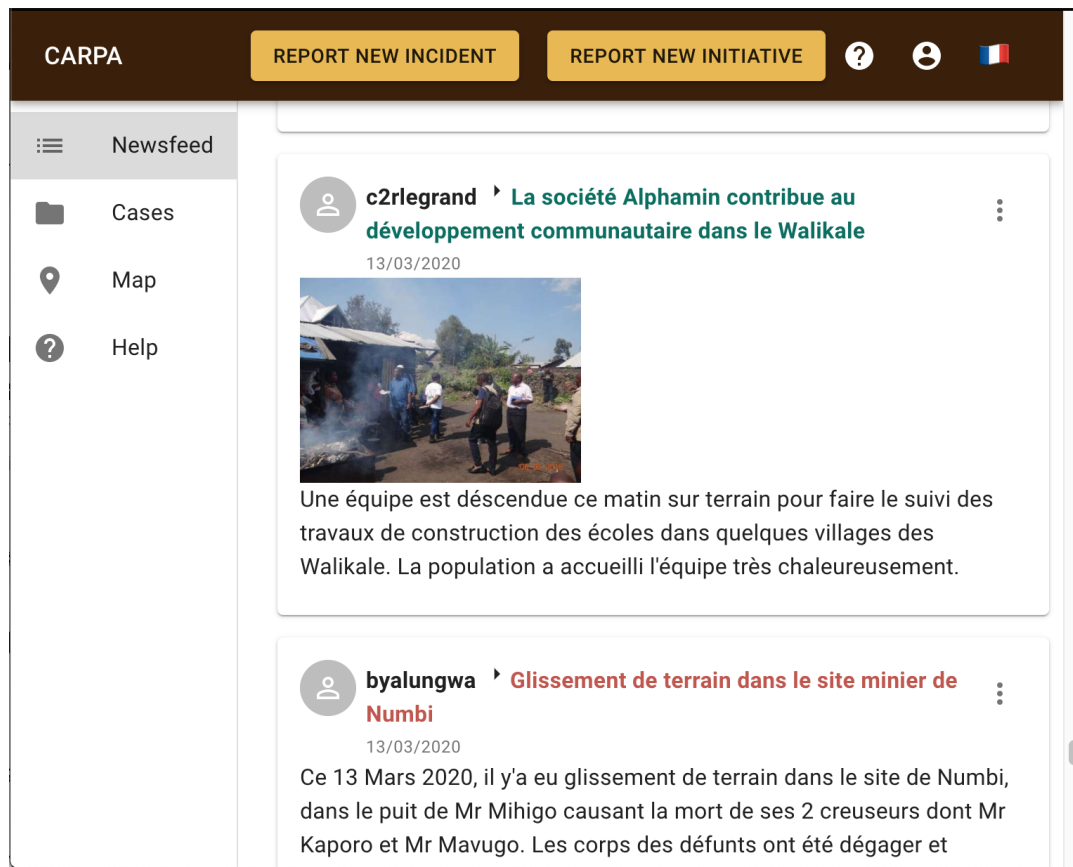 CARPA
REPORT NEW INCIDENT
REPORT NEW INITIATIVE
Newsfeed
Cases
Map
Help
c2rlegrand La société Alphamin contribue au
développement communautaire dans le Walikale
13/03/2020
Une équipe est déscendue ce matin sur terrain pour faire le suivi des
travaux de construction des écoles dans quelques villages des
Walikale. La population a accueilli l'équipe très chaleureusement.
byalungwa Glissement de terrain dans le site minier de
Numbi
13/03/2020
Ce 13 Mars 2020, il y'a eu glissement de terrain dans le site de Numbi,
dans le puit de Mr Mihigo causant la mort de ses 2 creuseurs dont Mr
Kaporo et Mr Mavugo. Les corps des défunts ont été dégager et